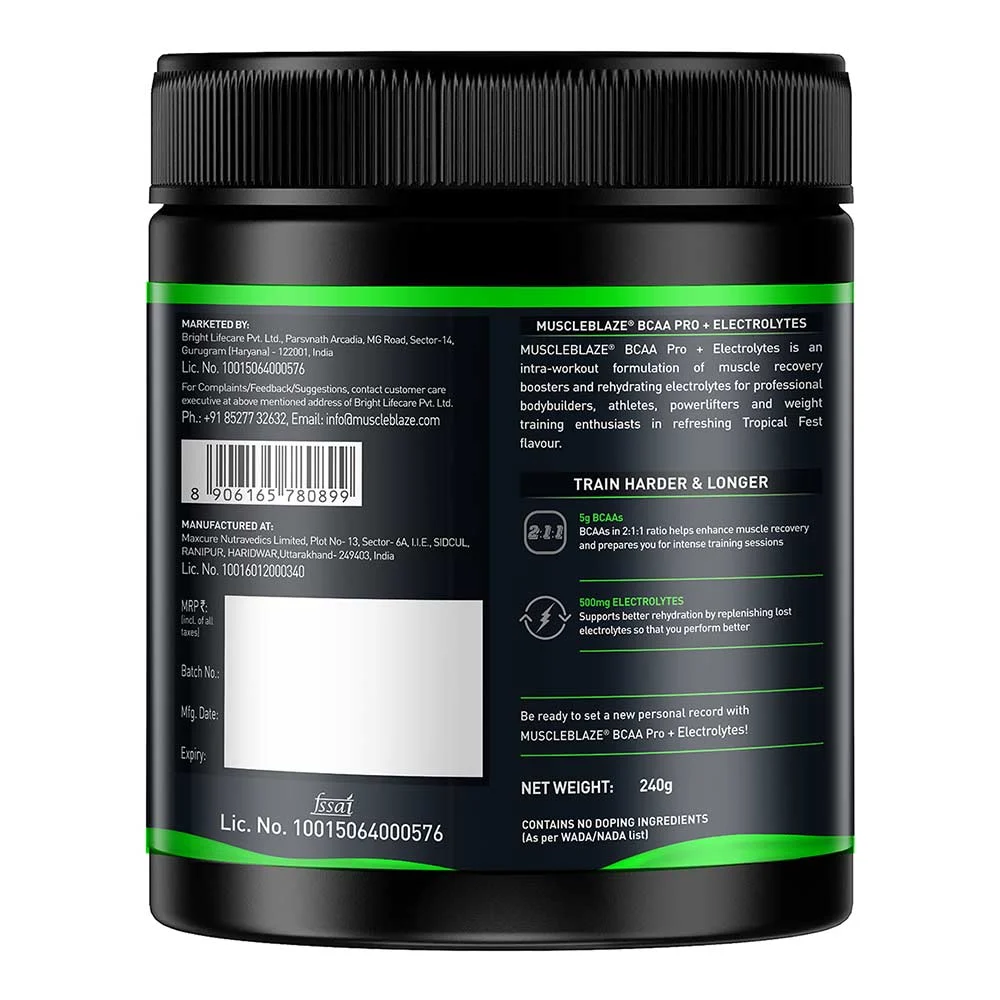 MARKETED BY:
Bright Lifecare Pvt. Ltd., Parsvnath Arcadia, MG Road, Sector-14,
Gurugram (Haryana) - 122001, India
Lic. No. 10015064000576
For Complaints/Feedback/Suggestions, contact customer care
executive at above mentioned address of Bright Lifecare Pvt. Ltd.
Ph.: +91 85277 32632, Email: info@muscleblaze.com
8 906165 780899
MANUFACTURED AT:
Maxcure Nutravedics Limited, Plot No- 13, Sector- 6A, I.I.E., SIDCUL,
RANIPUR, HARIDWAR,Uttarakhand- 249403, India
Lic. No. 10016012000340
MRP ₹:
(incl. of all
taxes)
Batch No.:
Mfg. Date:
Expiry:
fssai
Lic. No. 10015064000576
MUSCLEBLAZE® BCAA PRO + ELECTROLYTES
MUSCLEBLAZE® BCAA Pro + Electrolytes is an
intra-workout formulation of muscle recovery
boosters and rehydrating electrolytes for professional
bodybuilders, athletes, powerlifters and weight
training enthusiasts in refreshing Tropical Fest
flavour.
TRAIN HARDER & LONGER
2:1:1
5g BCAAs
BCAAs in 2:1:1 ratio helps enhance muscle recovery
and prepares you for intense training sessions
500mg ELECTROLYTES
Supports better rehydration by replenishing lost
electrolytes so that you perform better
Be ready to set a new personal record with
MUSCLEBLAZE® BCAA Pro + Electrolytes!
NET WEIGHT: 240g
CONTAINS NO DOPING INGREDIENTS
(As per WADA/NADA list)